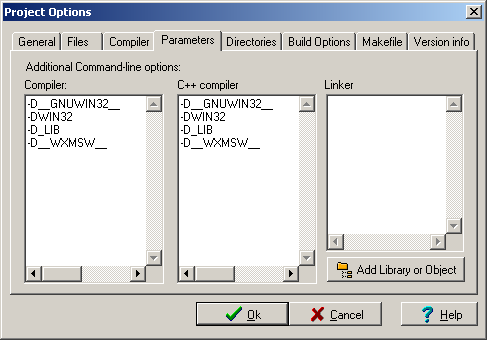 Project Options
General Files Compiler Parameters Directories Build Options Makefile Version info
Additional Command-line options:
Compiler: C++ compiler Linker
-D__GNUWIN32__ -D__GNUWIN32__
-DWIN32 -DWIN32
-D_LIB -D_LIB
-D__WXMSW__ -D__WXMSW__
Add Library or Object
Ok Cancel Help